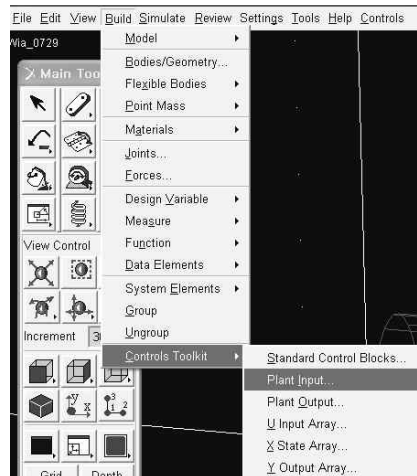 File Edit View Build Simulate Review Settings Tools Help Controls
Via_0729
Main Too
Model
Bodies/Geometry...
Flexible Bodies
Point Mass
Materials
Joints...
Forces...
Design Variable
Measure
Function
Data Elements
System Elements
Group
Ungroup
Controls Toolkit
View Control
Increment 3
Standard Control Blocks...
Plant Input...
Plant Output...
U Input Array...
X State Array...
Y Output Array...
Grid Depth